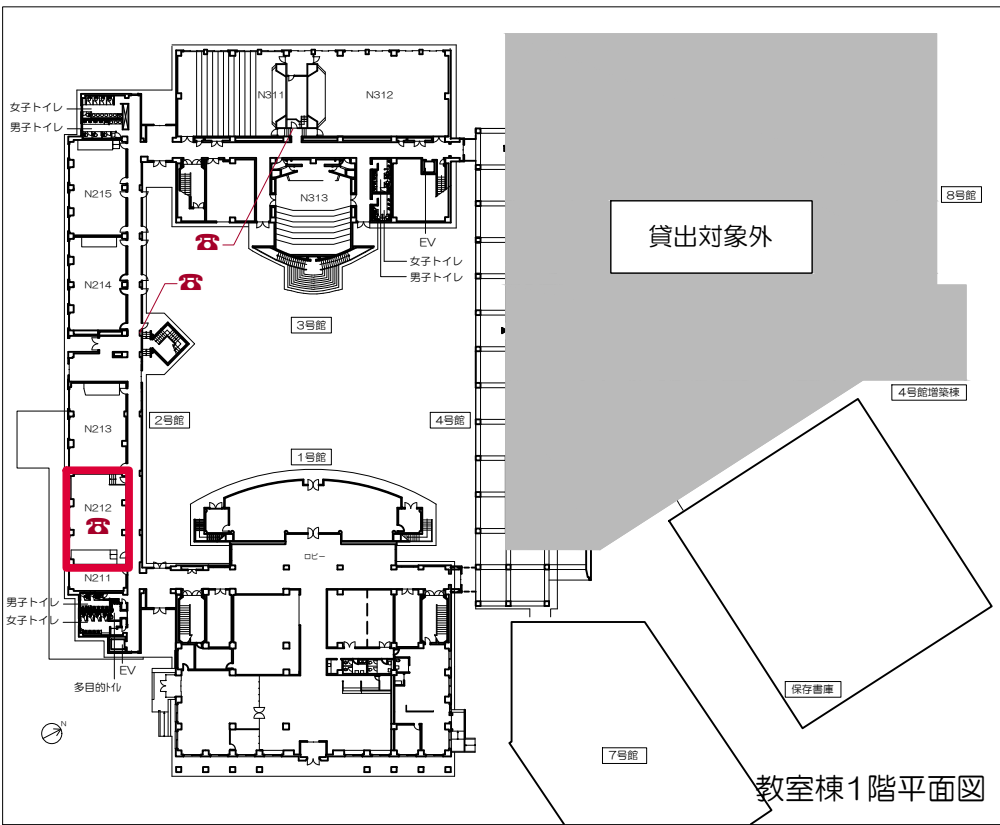 N311
N312
女子トイレ
男子トイレ
N215
N313
8号館
貸出対象外
EV
女子トイレ
男子トイレ
N214
3号館
4号館増築棟
2号館
4号館
N213
1号館
N212
ロビー
N211
男子トイレ
女子トイレ
EV
多目的ﾄｲﾚ
保存書庫
N
7号館
教室棟1階平面図